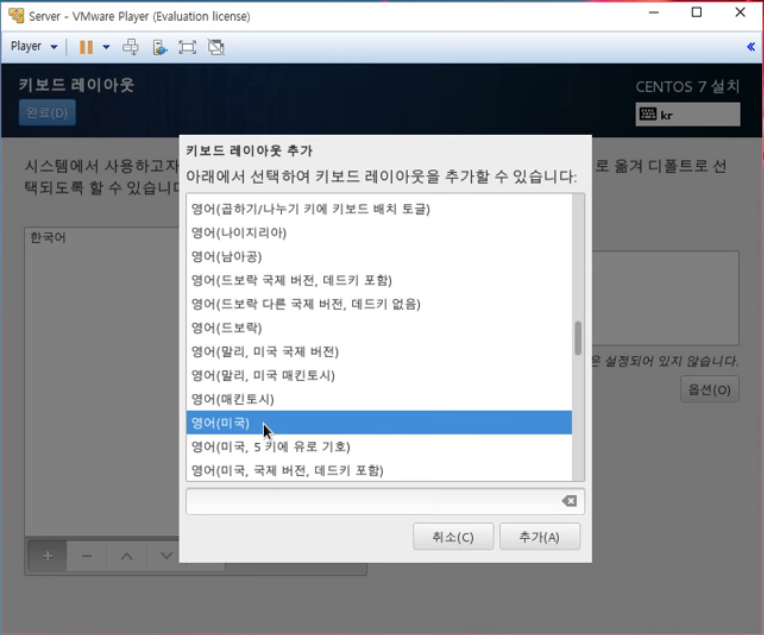 Server - VMware Player (Evaluation license)
Player
키보드 레이아웃
CENTOS 7 설치
완료(D)
kr
키보드 레이아웃 추가
아래에서 선택하여 키보드 레이아웃을 추가할 수 있습니다:
시스템에서 사용하고자
로 옮겨 디폴트로 선
택되도록 할 수 있습니다
한국어
영어(곱하기/나누기 키에 키보드 배치 토글)
영어(나이지리아)
영어(남아공)
영어(드보락 국제 버전, 데드키 포함)
영어(드보락 다른 국제 버전, 데드키 없음)
영어(드보락)
영어(말리, 미국 국제 버전)
영어(말리, 미국 매킨토시)
은 설정되어 있지 않습니다.
옵션(O)
영어(매킨토시)
영어(미국)
영어(미국, 5 키에 유로 기호)
영어(미국, 국제 버전, 데드키 포함)
취소(C)
추가(A)